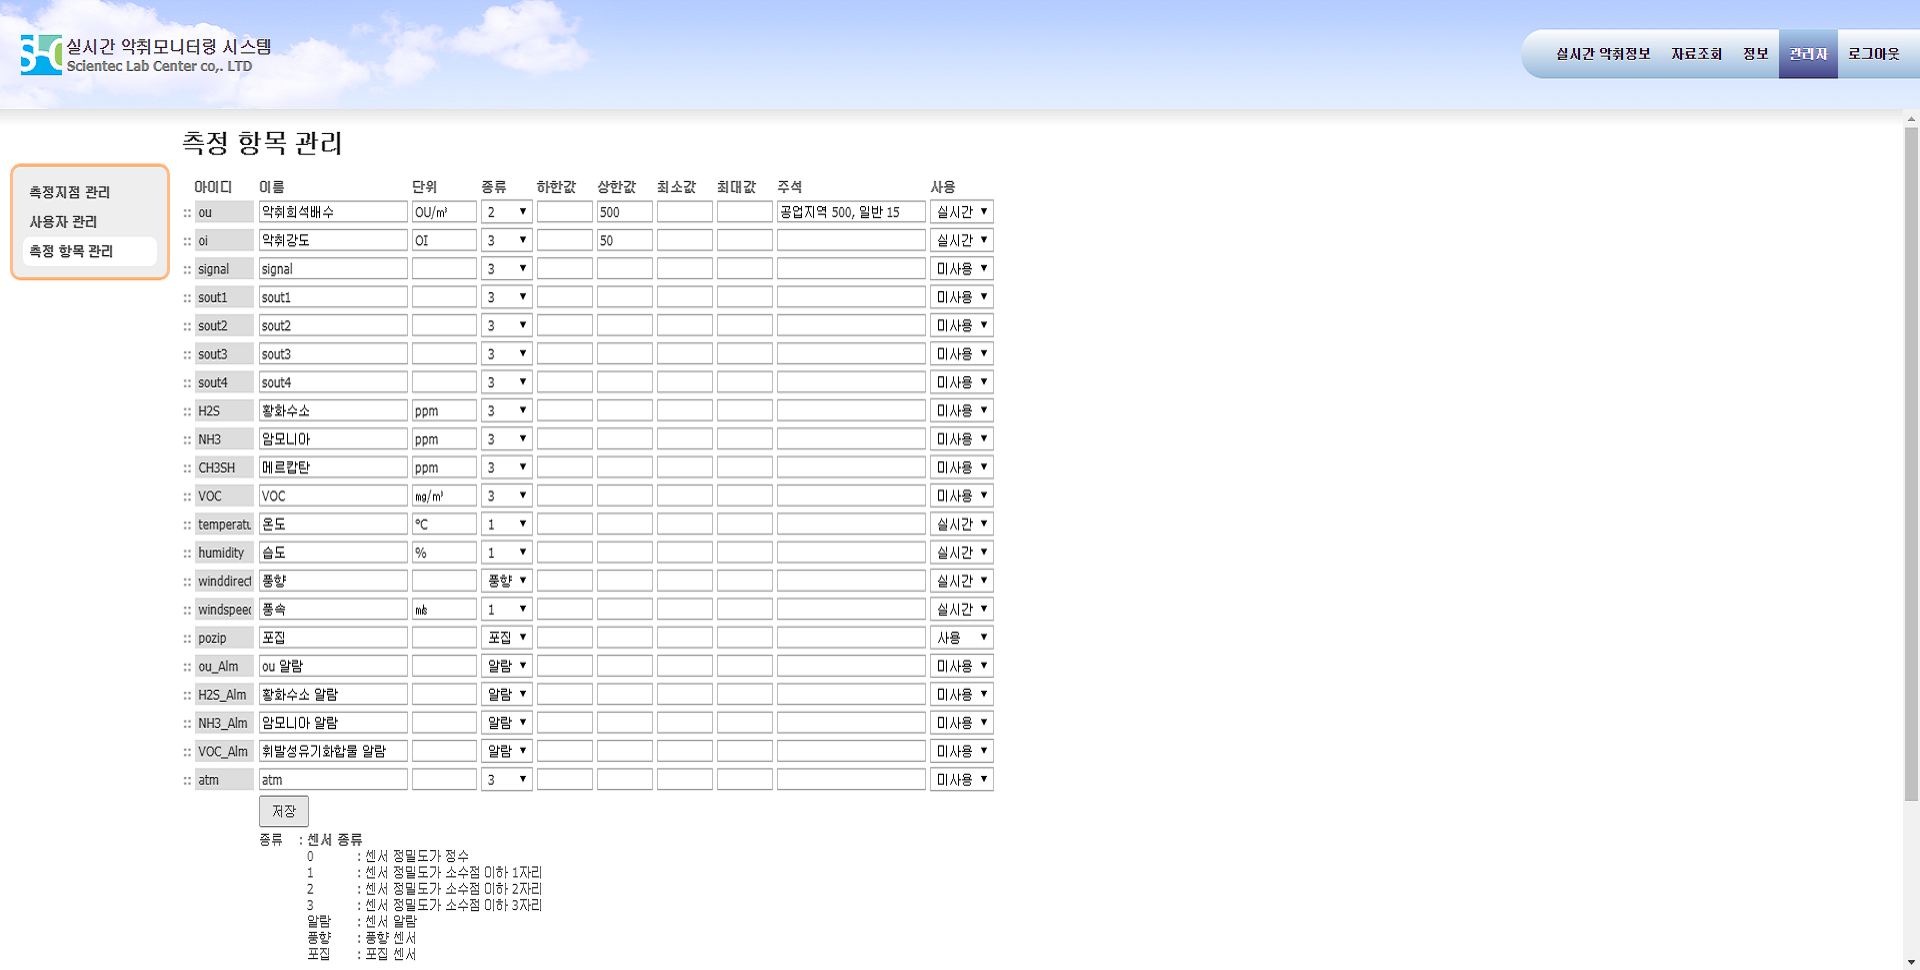 실시간 악취모니터링 시스템
Scientec Lab Center co,. LTD
실시간 악취정보 자료조회 정보 관리자 로그아웃
측정 항목 관리
측정지점 관리
사용자 관리
측정 항목 관리
아이디 이름 단위 종류 하한값 상한값 최소값 최대값 주석 사용
:: ou 악취희석배수 OU/㎥ 2 ▼ 500 공업지역 500, 일반 15 실시간 ▼
:: oi 악취강도 OI 3 ▼ 50 실시간 ▼
:: signal signal 3 ▼ 미사용 ▼
:: sout1 sout1 3 ▼ 미사용 ▼
:: sout2 sout2 3 ▼ 미사용 ▼
:: sout3 sout3 3 ▼ 미사용 ▼
:: sout4 sout4 3 ▼ 미사용 ▼
:: H2S 황화수소 ppm 3 ▼ 미사용 ▼
:: NH3 암모니아 ppm 3 ▼ 미사용 ▼
:: CH3SH 메르캅탄 ppm 3 ▼ 미사용 ▼
:: VOC VOC ㎎/㎥ 3 ▼ 미사용 ▼
:: temperatu 온도 ℃ 1 ▼ 실시간 ▼
:: humidity 습도 % 1 ▼ 실시간 ▼
:: winddirect 풍향 풍향 ▼ 실시간 ▼
:: windspeed 풍속 ㎧ 1 ▼ 실시간 ▼
:: pozip 포집 포집 ▼ 사용 ▼
:: ou_Alm ou 알람 알람 ▼ 미사용 ▼
:: H2S_Alm 황화수소 알람 알람 ▼ 미사용 ▼
:: NH3_Alm 암모니아 알람 알람 ▼ 미사용 ▼
:: VOC_Alm 휘발성유기화합물 알람 알람 ▼ 미사용 ▼
:: atm atm 3 ▼ 미사용 ▼
저장
종류 : 센서 종류
0 : 센서 정밀도가 정수
1 : 센서 정밀도가 소수점 이하 1자리
2 : 센서 정밀도가 소수점 이하 2자리
3 : 센서 정밀도가 소수점 이하 3자리
알람 : 센서 알람
풍향 : 풍향 센서
포집 : 포집 센서